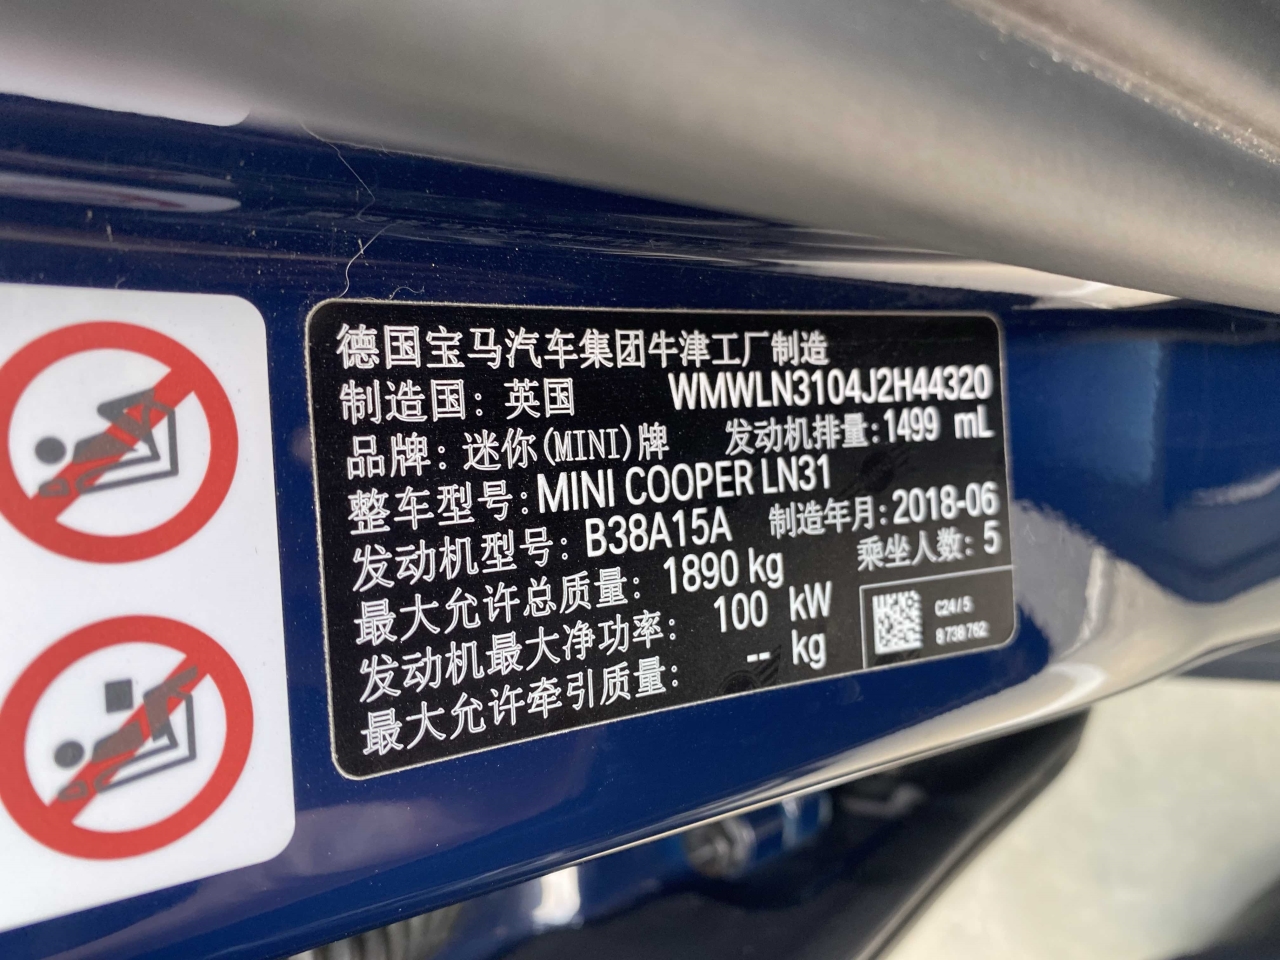 德国宝马汽车集团牛津工厂制造
制造国：英国 WMWLN3104J2H44320
品牌：迷你(MINI)牌 发动机排量:1499 mL
整车型号:MINI COOPER LN31
发动机型号：B38A15A 制造年月:2018-06
最大允许总质量：1890 kg 乘坐人数：5
发动机最大净功率：100 kW
最大允许牵引质量：-- kg
C24/5
8 738 762